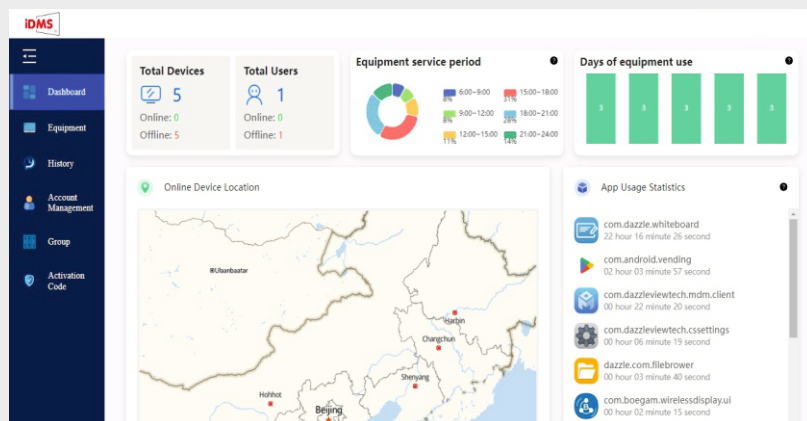 iDMS
Dashboard
Equipment
History
Account
Management
Group
Activation
Code
Total Devices
5
Online: 0
Offline: 5
Total Users
1
Online: 0
Offline: 1
Equipment service period
6:00~9:00
8%
15:00~18:00
31%
9:00~12:00
8%
18:00~21:00
28%
12:00~15:00
11%
21:00~24:00
14%
Days of equipment use
3 3 3 3 3
Online Device Location
Ulaanbaatar
Harbin
Changchun
Shenyang
Hohhot
Beijing
App Usage Statistics
com.dazzle.whiteboard
22 hour 16 minute 26 second
com.android.vending
02 hour 03 minute 57 second
com.dazzleviewtech.mdm.client
00 hour 22 minute 20 second
com.dazzleviewtech.cssettings
00 hour 06 minute 19 second
dazzle.com.filebrower
00 hour 03 minute 40 second
com.boegam.wirelessdisplay.ui
00 hour 02 minute 15 second